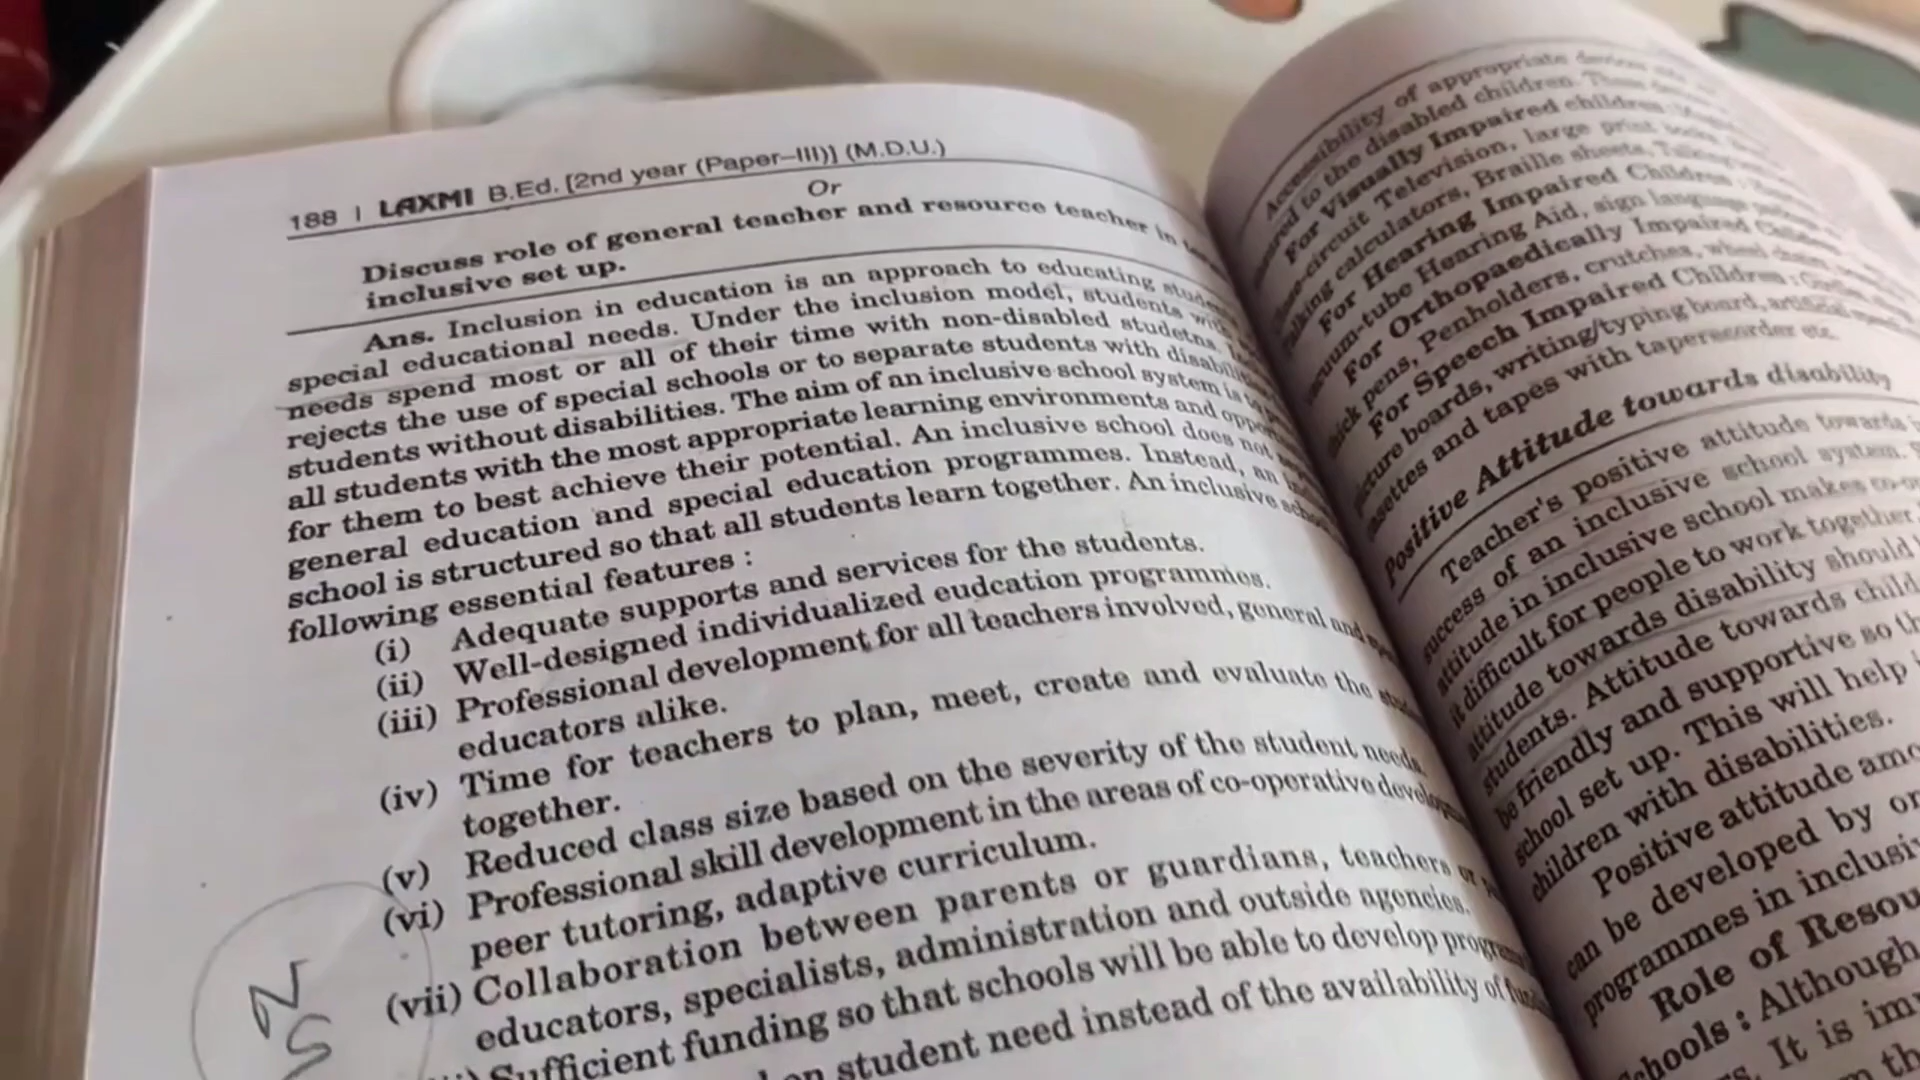 188 | LAXMI B.Ed. [2nd year (Paper–III)] (M.D.U.)
Or
Discuss role of general teacher and resource teacher in
inclusive set up.
Ans. Inclusion in education is an approach to educating
special educational needs. Under the inclusion model, students with
needs spend most or all of their time with non-disabled studetns.
rejects the use of special schools or to separate students with
students without disabilities. The aim of an inclusive school system is
all students with the most appropriate learning environments and
for them to best achieve their potential. An inclusive school does not
general education and special education programmes. Instead, an
school is structured so that all students learn together. An inclusive
following essential features :
(i) Adequate supports and services for the students.
(ii) Well-designed individualized eudcation programmes.
(iii) Professional development for all teachers involved, general and
educators alike.
(iv) Time for teachers to plan, meet, create and evaluate the
together.
(v) Reduced class size based on the severity of the student needs.
(vi) Professional skill development in the areas of co-operative
peer tutoring, adaptive curriculum.
(vii) Collaboration between parents or guardians, teachers or
educators, specialists, administration and outside agencies.
Sufficient funding so that schools will be able to develop
on student need instead of the availability of
N
S
Accessibility of appropriate
to the disabled children.
For Visually Impaired children
circuit Television, large print
calculators, Braille sheets,
For Hearing Impaired Children :
Hearing Aid, sign language
For Orthopaedically Impaired
pens, Penholders, crutches, wheel
For Speech Impaired Children :
boards, writing/typing board,
and tapes with taperecorder etc.
Positive Attitude towards disability
Teacher's positive attitude towards
success of an inclusive school system.
attitude in inclusive school makes
it difficult for people to work together.
attitude towards disability should
students. Attitude towards child
be friendly and supportive so
school set up. This will help
children with disabilities.
Positive attitude
can be developed by
programmes in
Role of
: Although
It is